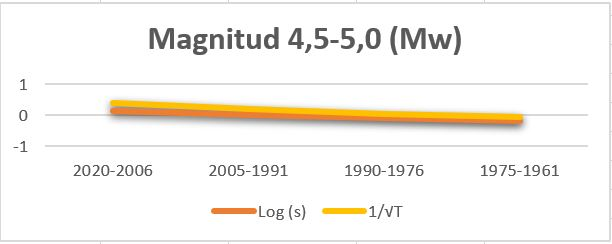 Magnitud 4,5-5,0 (Mw)
1
0
-1
2020-2006 2005-1991 1990-1976 1975-1961
Log (s) 1/√T